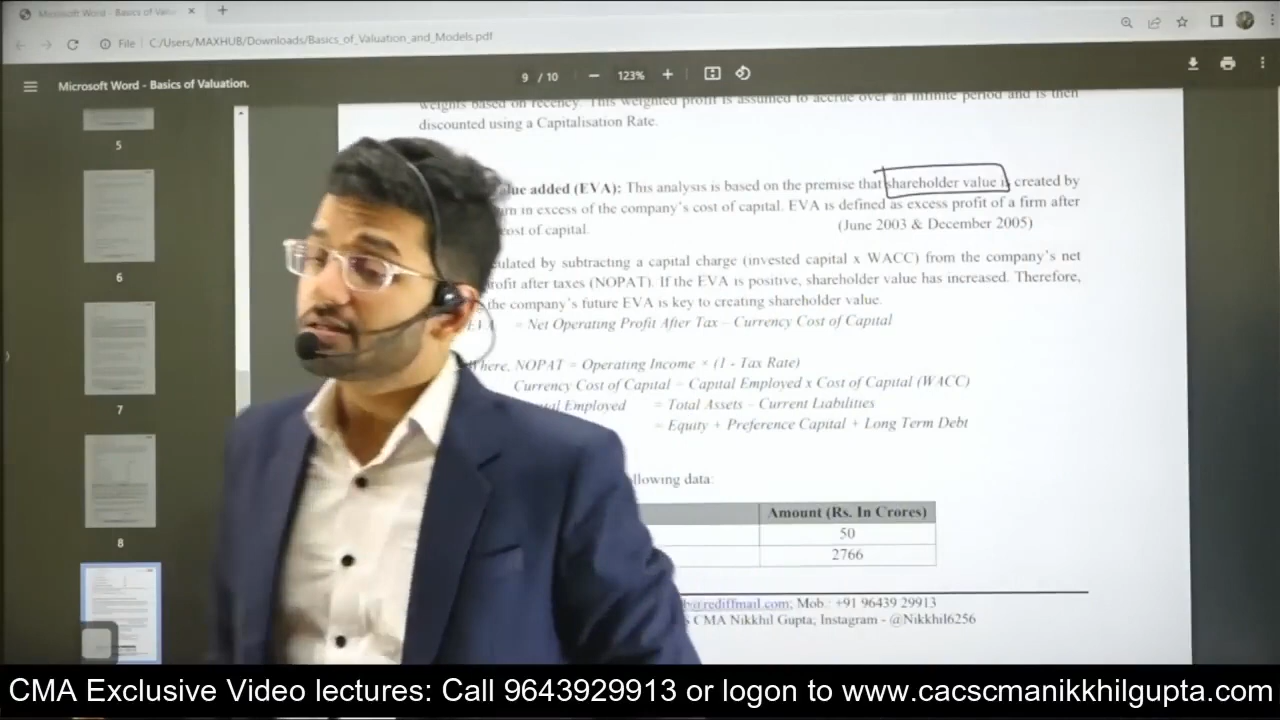 Microsoft Word - Basics of Valu
File C:/Users/MAXHUB/Downloads/Basics_of_Valuation_and_Models.pdf
Microsoft Word - Basics of Valuation.
9 / 10
123%
5
6
7
8
weights based on recency. This weighted profit is assumed to accrue over an infinite period and is then
discounted using a Capitalisation Rate.
added (EVA): This analysis is based on the premise that shareholder value is created by
in excess of the company's cost of capital. EVA is defined as excess profit of a firm after
cost of capital. (June 2003 & December 2005)
by subtracting a capital charge (invested capital x WACC) from the company's net
after taxes (NOPAT). If the EVA is positive, shareholder value has increased. Therefore,
the company's future EVA is key to creating shareholder value.
= Net Operating Profit After Tax – Currency Cost of Capital
Where, NOPAT = Operating Income × (1 - Tax Rate)
Currency Cost of Capital = Capital Employed x Cost of Capital (WACC)
Employed = Total Assets – Current Liabilities
= Equity + Preference Capital + Long Term Debt
following data:
Amount (Rs. In Crores)
50
2766
@rediffmail.com; Mob.: +91 96439 29913
CMA Nikkhil Gupta, Instagram - @Nikkhil6256
CMA Exclusive Video lectures: Call 9643929913 or logon to www.cacscmanikkhilgupta.com